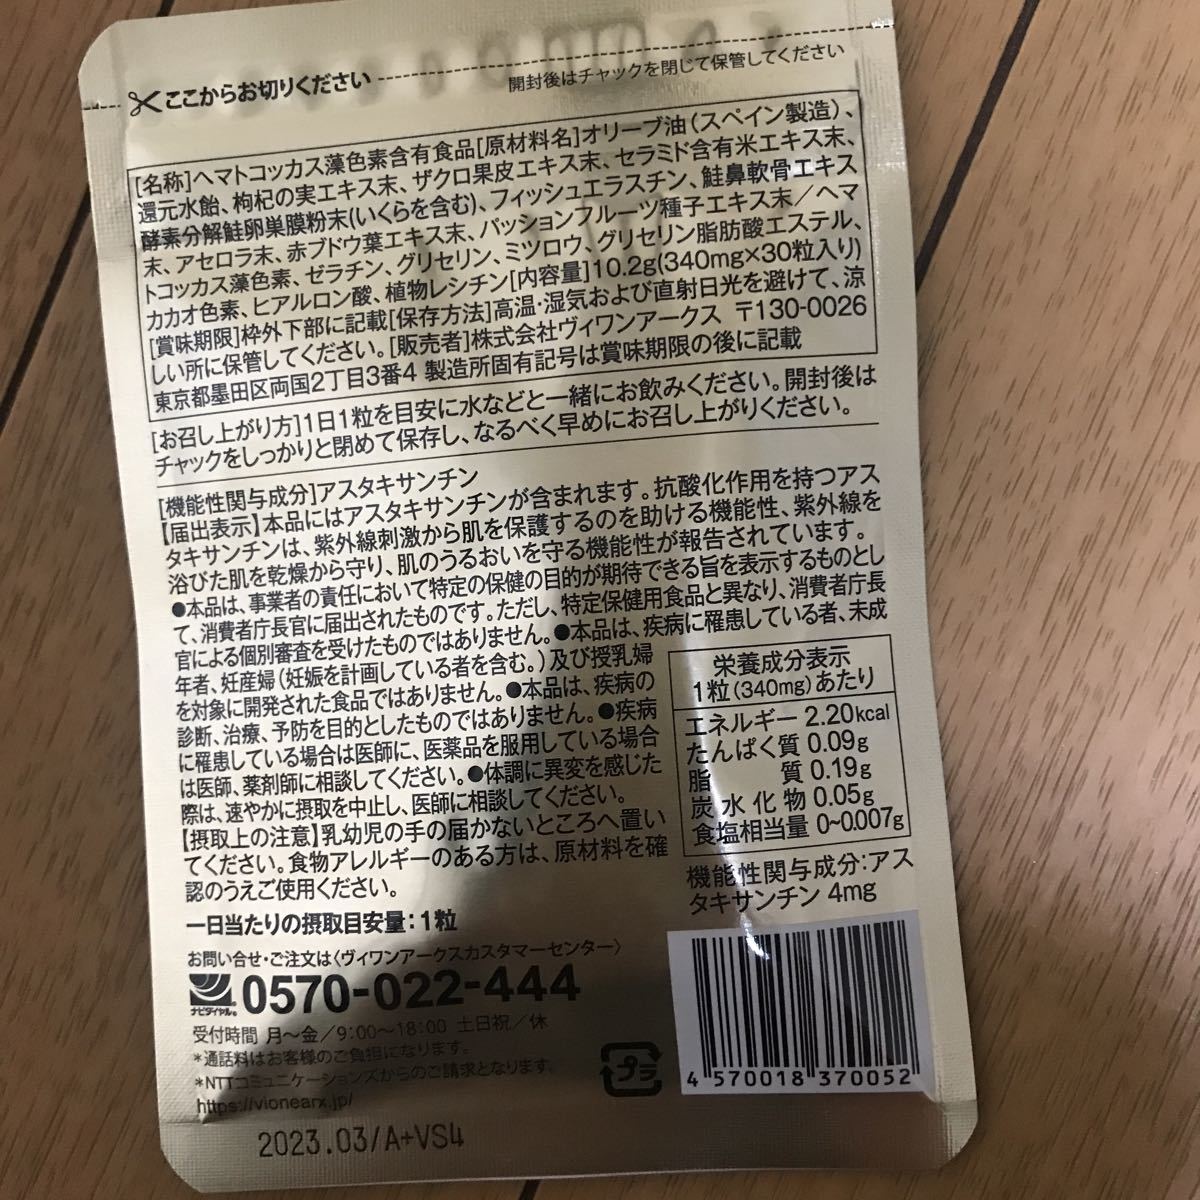 ここからお切りください
開封後はチャックを閉じて保管してください
[名称]ヘマトコッカス藻色素含有食品[原材料名]オリーブ油(スペイン製造)、
還元水飴、枸杞の実エキス末、ザクロ果皮エキス末、セラミド含有米エキス末、
酵素分解鮭卵巣膜粉末(いくらを含む)、フィッシュエラスチン、鮭鼻軟骨エキス
末、アセロラ末、赤ブドウ葉エキス末、パッションフルーツ種子エキス末／ヘマ
トコッカス藻色素、ゼラチン、グリセリン、ミツロウ、グリセリン脂肪酸エステル、
カカオ色素、ヒアルロン酸、植物レシチン[内容量]10.2g(340mg×30粒入り)
[賞味期限]枠外下部に記載[保存方法]高温・湿気および直射日光を避けて、涼
しい所に保管してください。[販売者]株式会社ヴィワンアークス 〒130-0026
東京都墨田区両国2丁目3番4 製造所固有記号は賞味期限の後に記載
[お召し上がり方]1日1粒を目安に水などと一緒にお飲みください。開封後は
チャックをしっかりと閉めて保存し、なるべく早めにお召し上がりください。
[機能性関与成分]アスタキサンチン
【届出表示】本品にはアスタキサンチンが含まれます。抗酸化作用を持つアス
タキサンチンは、紫外線刺激から肌を保護するのを助ける機能性、紫外線を
浴びた肌を乾燥から守り、肌のうるおいを守る機能性が報告されています。
●本品は、事業者の責任において特定の保健の目的が期待できる旨を表示するものとし
て、消費者庁長官に届出されたものです。ただし、特定保健用食品と異なり、消費者庁長
官による個別審査を受けたものではありません。●本品は、疾病に罹患している者、未成
年者、妊産婦(妊娠を計画している者を含む。)及び授乳婦
を対象に開発された食品ではありません。●本品は、疾病の
診断、治療、予防を目的としたものではありません。●疾病
に罹患している場合は医師に、医薬品を服用している場合
は医師、薬剤師に相談してください。●体調に異変を感じた
際は、速やかに摂取を中止し、医師に相談してください。
【摂取上の注意】乳幼児の手の届かないところへ置い
てください。食物アレルギーのある方は、原材料を確
認のうえご使用ください。
一日当たりの摂取目安量：1粒
栄養成分表示
1粒(340mg)あたり
エネルギー 2.20kcal
たんぱく質 0.09g
脂質 0.19g
炭水化物 0.05g
食塩相当量 0~0.007g
機能性関与成分：アス
タキサンチン 4mg
お問い合せ・ご注文は〈ヴィワンアークスカスタマーセンター〉
ナビダイヤル®
0570-022-444
受付時間 月〜金／9:00〜18:00 土日祝／休
*通話料はお客様のご負担になります。
*NTTコミュニケーションズからのご請求となります。
https://vionearx.jp/
プラ
4 570018 370052
2023.03/A+VS4